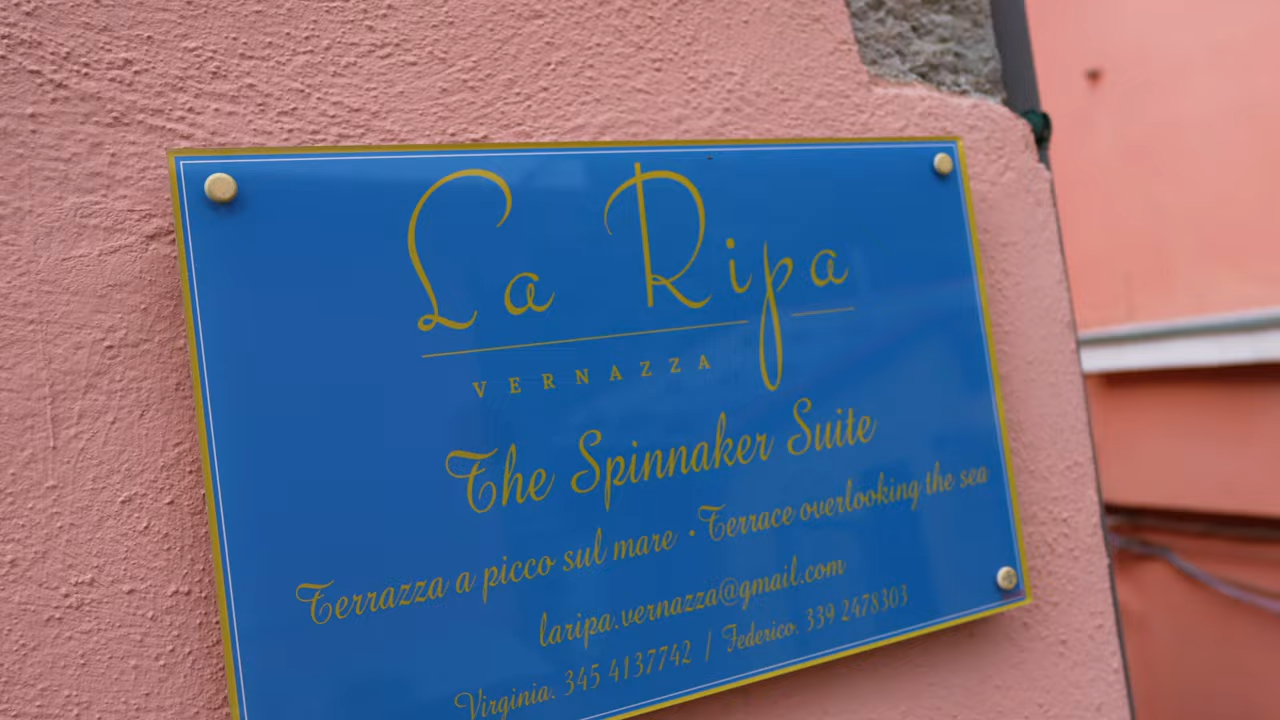 La Ripa
VERNAZZA
The Spinnaker Suite
Terrazza a picco sul mare · Terrace overlooking the sea
laripa.vernazza@gmail.com
Virginia. 345 4137742 | Federico. 339 2478303